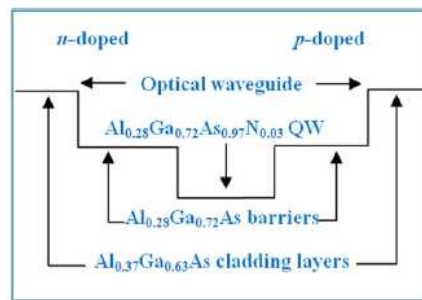 n-doped p-doped
Optical waveguide
Al0.28Ga0.72As0.97N0.03 QW
Al0.28Ga0.72As barriers
Al0.37Ga0.63As cladding layers